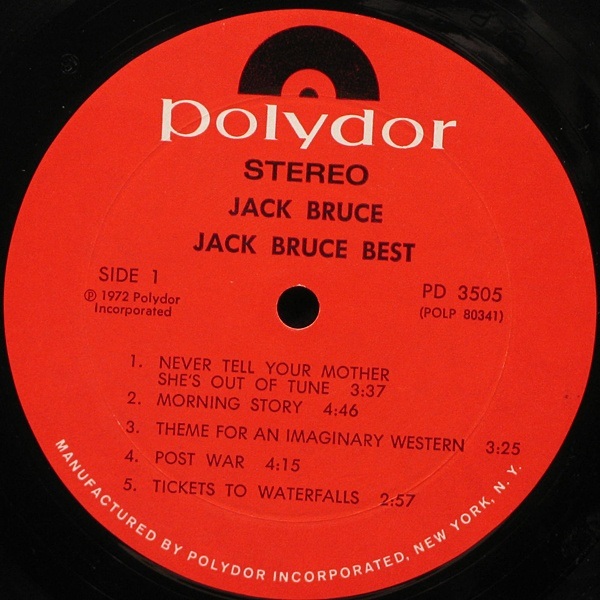 polydor
STEREO
JACK BRUCE
JACK BRUCE BEST
SIDE 1
℗ 1972 Polydor
Incorporated
PD 3505
(POLP 80341)
1. NEVER TELL YOUR MOTHER
SHE'S OUT OF TUNE 3:37
2. MORNING STORY 4:46
3. THEME FOR AN IMAGINARY WESTERN 3:25
4. POST WAR 4:15
5. TICKETS TO WATERFALLS 2:57
MANUFACTURED BY POLYDOR INCORPORATED, NEW YORK, N.Y.